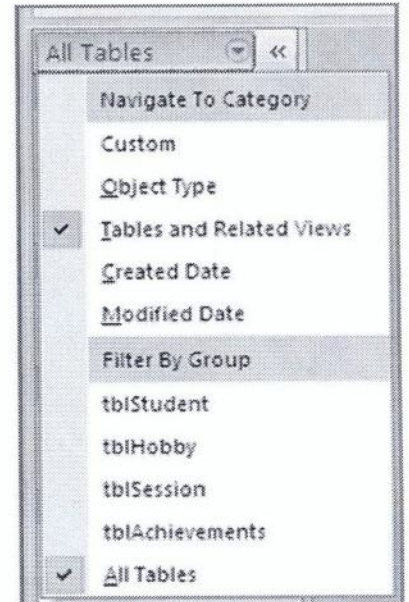 All Tables «
Navigate To Category
Custom
Object Type
Tables and Related Views
Created Date
Modified Date
Filter By Group
tblStudent
tblHobby
tblSession
tblAchievements
All Tables